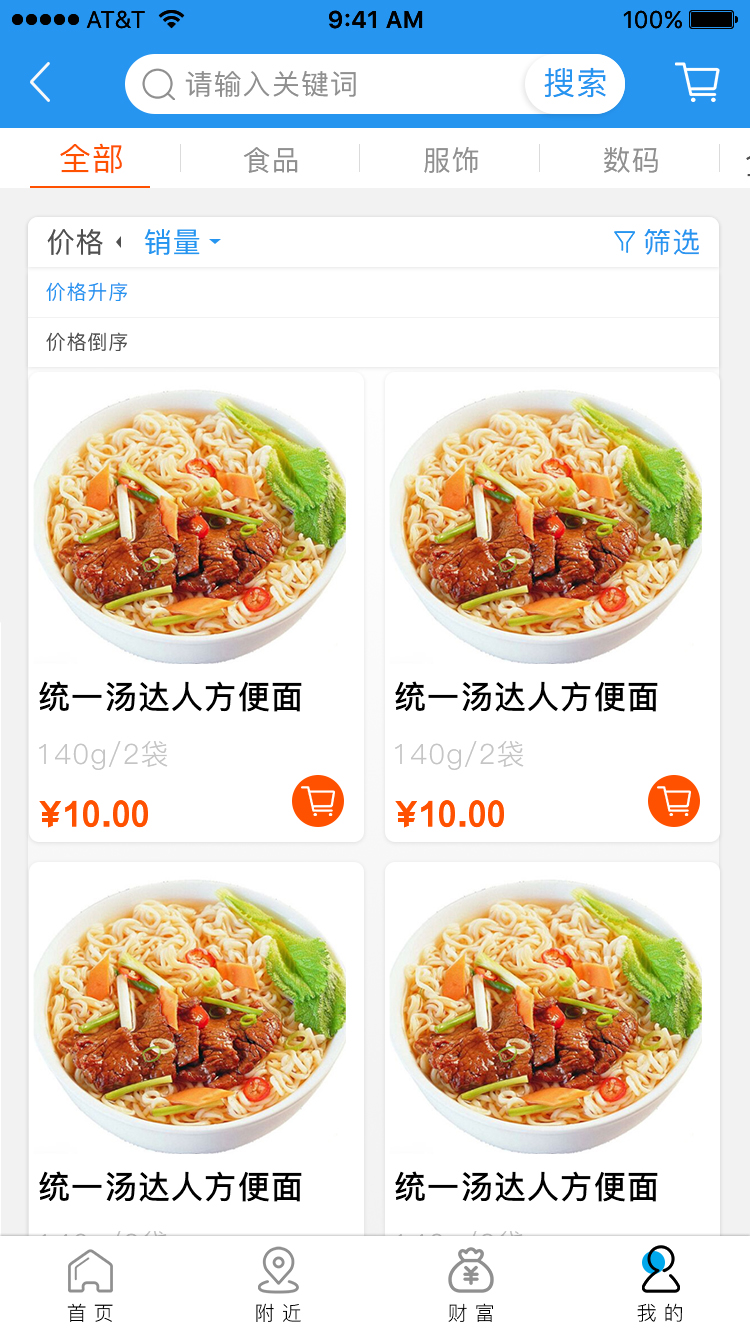 AT&T 9:41 AM 100%
请输入关键词 搜索
全部 食品 服饰 数码
价格 销量 筛选
价格升序
价格倒序
统一汤达人方便面 统一汤达人方便面
140g/2袋 140g/2袋
¥10.00 ¥10.00
统一汤达人方便面 统一汤达人方便面
首页 附近 财富 我的